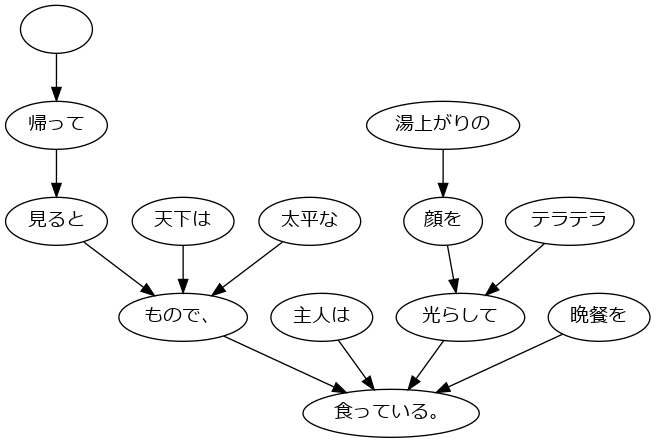 帰って
湯上がりの
見ると
天下は
太平な
顔を
テラテラ
もので、
主人は
光らして
晩餐を
食っている。